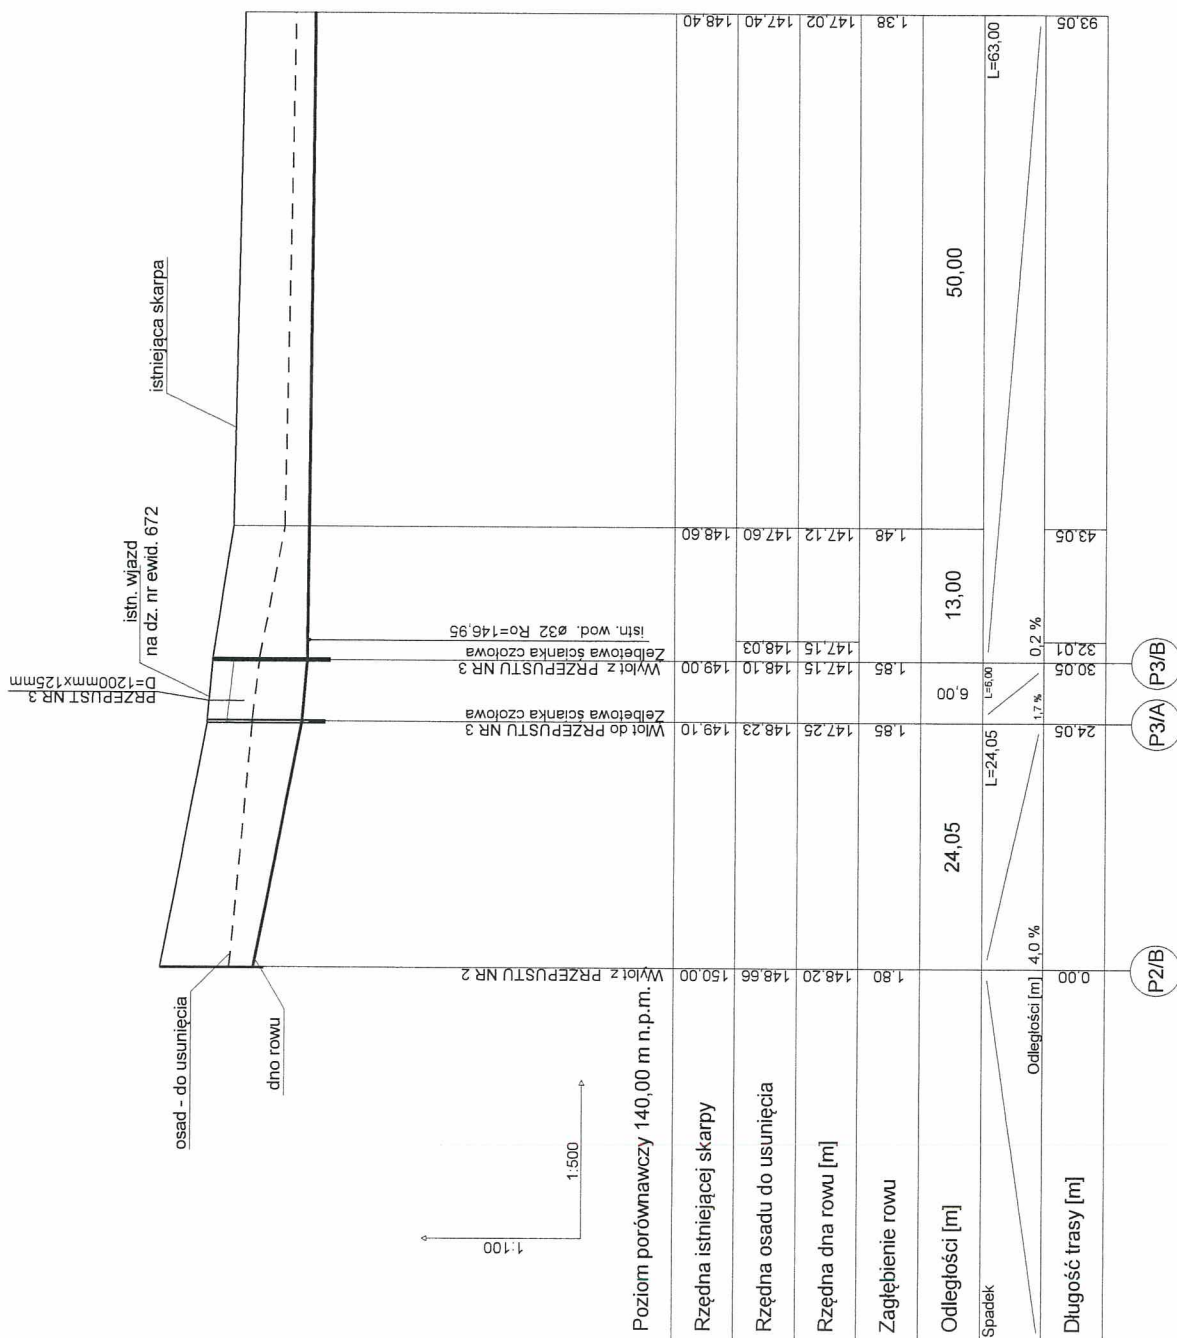 istniejąca skarpa
istn. wjazd
na dz. nr ewid. 672
PRZEPUST NR 3
D=1200mmx125mm
osad - do usunięcia
dno rowu
1:100
1:500
Wylot z PRZEPUSTU NR 2
Wlot do PRZEPUSTU NR 3
Żelbetowa ścianka czołowa
Wylot z PRZEPUSTU NR 3
Żelbetowa ścianka czołowa
istn. wod. ø32 Ro=146,95
Poziom porównawczy 140,00 m n.p.m.
Rzędna istniejącej skarpy
150.00 149.10 149.00 148.60 148.40
Rzędna osadu do usunięcia
148.66 148.23 148.10 148.03 147.60 147.40
Rzędna dna rowu [m]
148.20 147.25 147.15 147.15 147.12 147.02
Zagłębienie rowu
1.80 1.85 1.85 1.48 1.38
Odległości [m]
24,05 6,00 13,00 50,00
Spadek
Odległości [m]
4,0 % L=24,05
1,7 % L=6,00
0,2 % L=63,00
Długość trasy [m]
0.00 24.05 30.05 32.01 43.05 93.05
P2/B P3/A P3/B